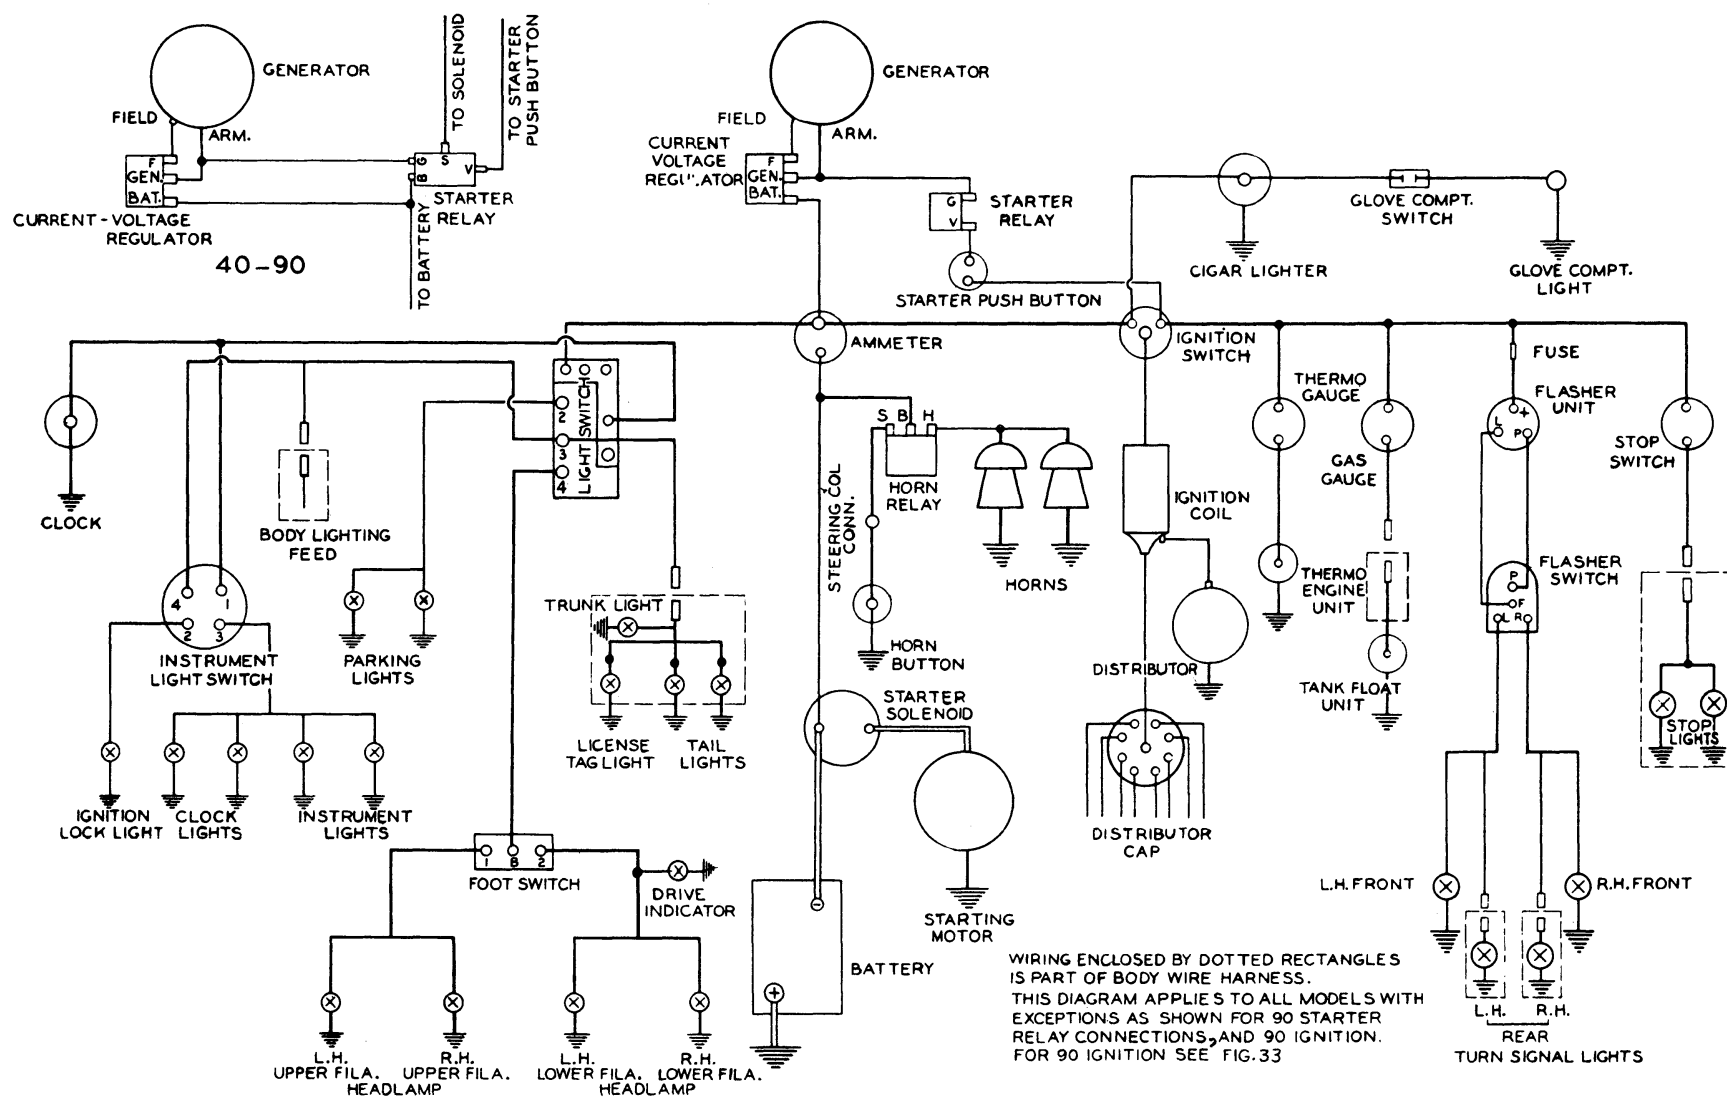 GENERATOR
FIELD
ARM.
F
GEN.
BAT.
CURRENT-VOLTAGE
REGULATOR
40-90
TO SOLENOID
TO STARTER
PUSH BUTTON
G
S
B
V
STARTER
RELAY
TO BATTERY
GENERATOR
FIELD
ARM.
CURRENT
VOLTAGE
REGULATOR
F
GEN.
BAT.
G
V
STARTER
RELAY
STARTER PUSH BUTTON
CIGAR LIGHTER
GLOVE COMPT.
SWITCH
GLOVE COMPT.
LIGHT
AMMETER
IGNITION
SWITCH
CLOCK
BODY LIGHTING
FEED
LIGHT SWITCH
2
3
4
4
1
2
3
INSTRUMENT
LIGHT SWITCH
PARKING
LIGHTS
TRUNK LIGHT
LICENSE
TAG LIGHT
TAIL
LIGHTS
IGNITION
LOCK LIGHT
CLOCK
LIGHTS
INSTRUMENT
LIGHTS
1
B
2
FOOT SWITCH
DRIVE
INDICATOR
L.H.
UPPER FILA.
R.H.
UPPER FILA.
HEADLAMP
L.H.
LOWER FILA.
R.H.
LOWER FILA.
HEADLAMP
STEERING COL
CONN.
S B H
HORN
RELAY
HORNS
HORN
BUTTON
STARTER
SOLENOID
STARTING
MOTOR
-
+
BATTERY
IGNITION
COIL
DISTRIBUTOR
DISTRIBUTOR
CAP
THERMO
GAUGE
THERMO
ENGINE
UNIT
GAS
GAUGE
TANK FLOAT
UNIT
FUSE
FLASHER
UNIT
L
+
P
FLASHER
SWITCH
P
F
L R
STOP
SWITCH
STOP
LIGHTS
L.H. FRONT
R.H. FRONT
L.H.
R.H.
REAR
TURN SIGNAL LIGHTS
WIRING ENCLOSED BY DOTTED RECTANGLES
IS PART OF BODY WIRE HARNESS.
THIS DIAGRAM APPLIES TO ALL MODELS WITH
EXCEPTIONS AS SHOWN FOR 90 STARTER
RELAY CONNECTIONS, AND 90 IGNITION.
FOR 90 IGNITION SEE FIG.33